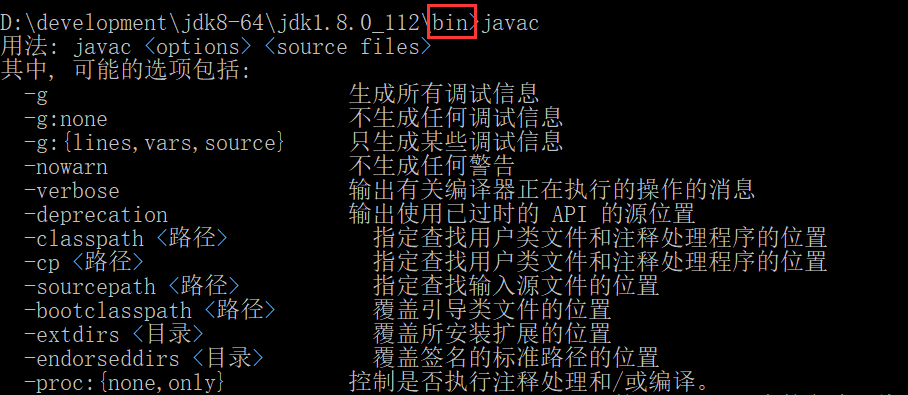 D:\development\jdk8-64\jdk1.8.0_112\bin>javac
用法: javac <options> <source files>
其中, 可能的选项包括:
-g 生成所有调试信息
-g:none 不生成任何调试信息
-g:{lines,vars,source} 只生成某些调试信息
-nowarn 不生成任何警告
-verbose 输出有关编译器正在执行的操作的消息
-deprecation 输出使用已过时的 API 的源位置
-classpath <路径> 指定查找用户类文件和注释处理程序的位置
-cp <路径> 指定查找用户类文件和注释处理程序的位置
-sourcepath <路径> 指定查找输入源文件的位置
-bootclasspath <路径> 覆盖引导类文件的位置
-extdirs <目录> 覆盖所安装扩展的位置
-endorseddirs <目录> 覆盖签名的标准路径的位置
-proc:{none,only} 控制是否执行注释处理和/或编译。